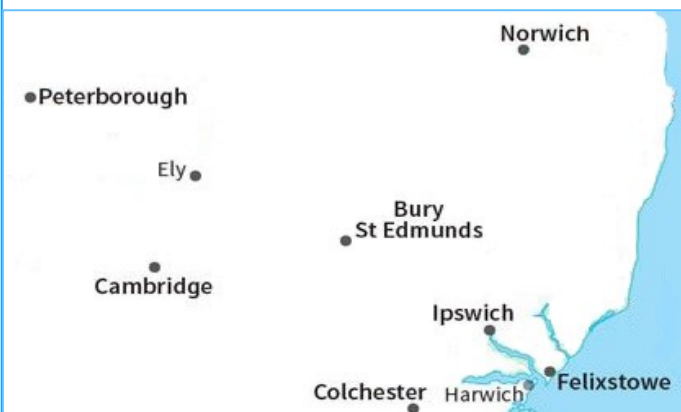 Norwich
Peterborough
Ely
Bury
St Edmunds
Cambridge
Ipswich
Felixstowe
Colchester
Harwich